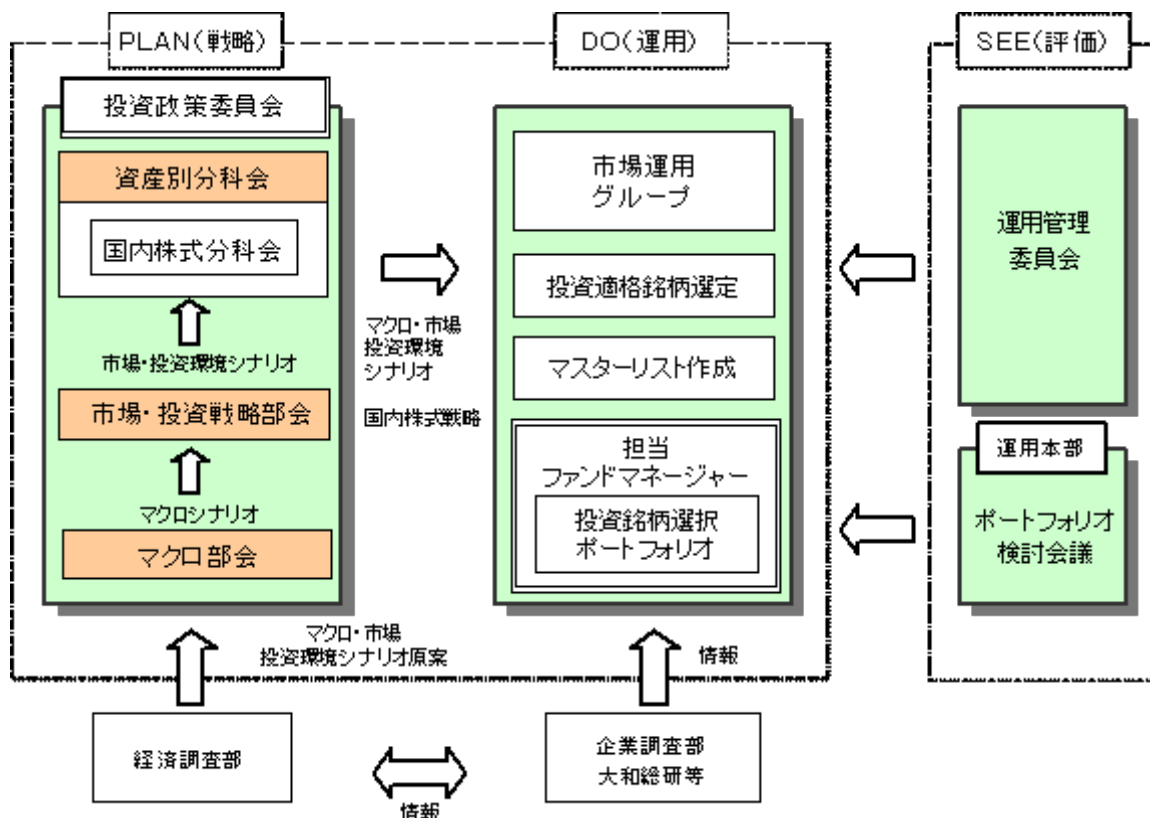 PLAN(戦略)
DO(運用)
SEE(評価)
投資政策委員会
資産別分科会
国内株式分科会
市場・投資環境シナリオ
市場・投資戦略部会
マクロシナリオ
マクロ部会
マクロ・市場
投資環境
シナリオ
国内株式戦略
市場運用
グループ
投資適格銘柄選定
マスターリスト作成
担当
ファンドマネージャー
投資銘柄選択
ポートフォリオ
運用管理
委員会
運用本部
ポートフォリオ
検討会議
マクロ・市場
投資環境シナリオ原案
情報
経済調査部
情報
企業調査部
大和総研等